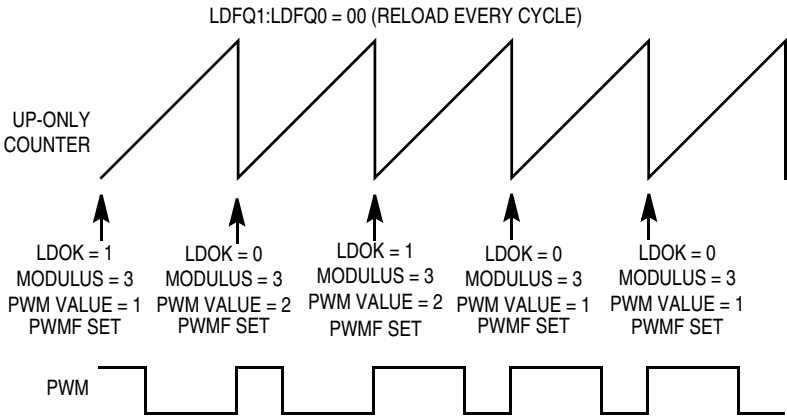 LDFQ1:LDFQ0 = 00 (RELOAD EVERY CYCLE)
UP-ONLY
COUNTER
LDOK = 1
MODULUS = 3
PWM VALUE = 1
PWMF SET
LDOK = 0
MODULUS = 3
PWM VALUE = 2
PWMF SET
LDOK = 1
MODULUS = 3
PWM VALUE = 2
PWMF SET
LDOK = 0
MODULUS = 3
PWM VALUE = 1
PWMF SET
LDOK = 0
MODULUS = 3
PWM VALUE = 1
PWMF SET
PWM